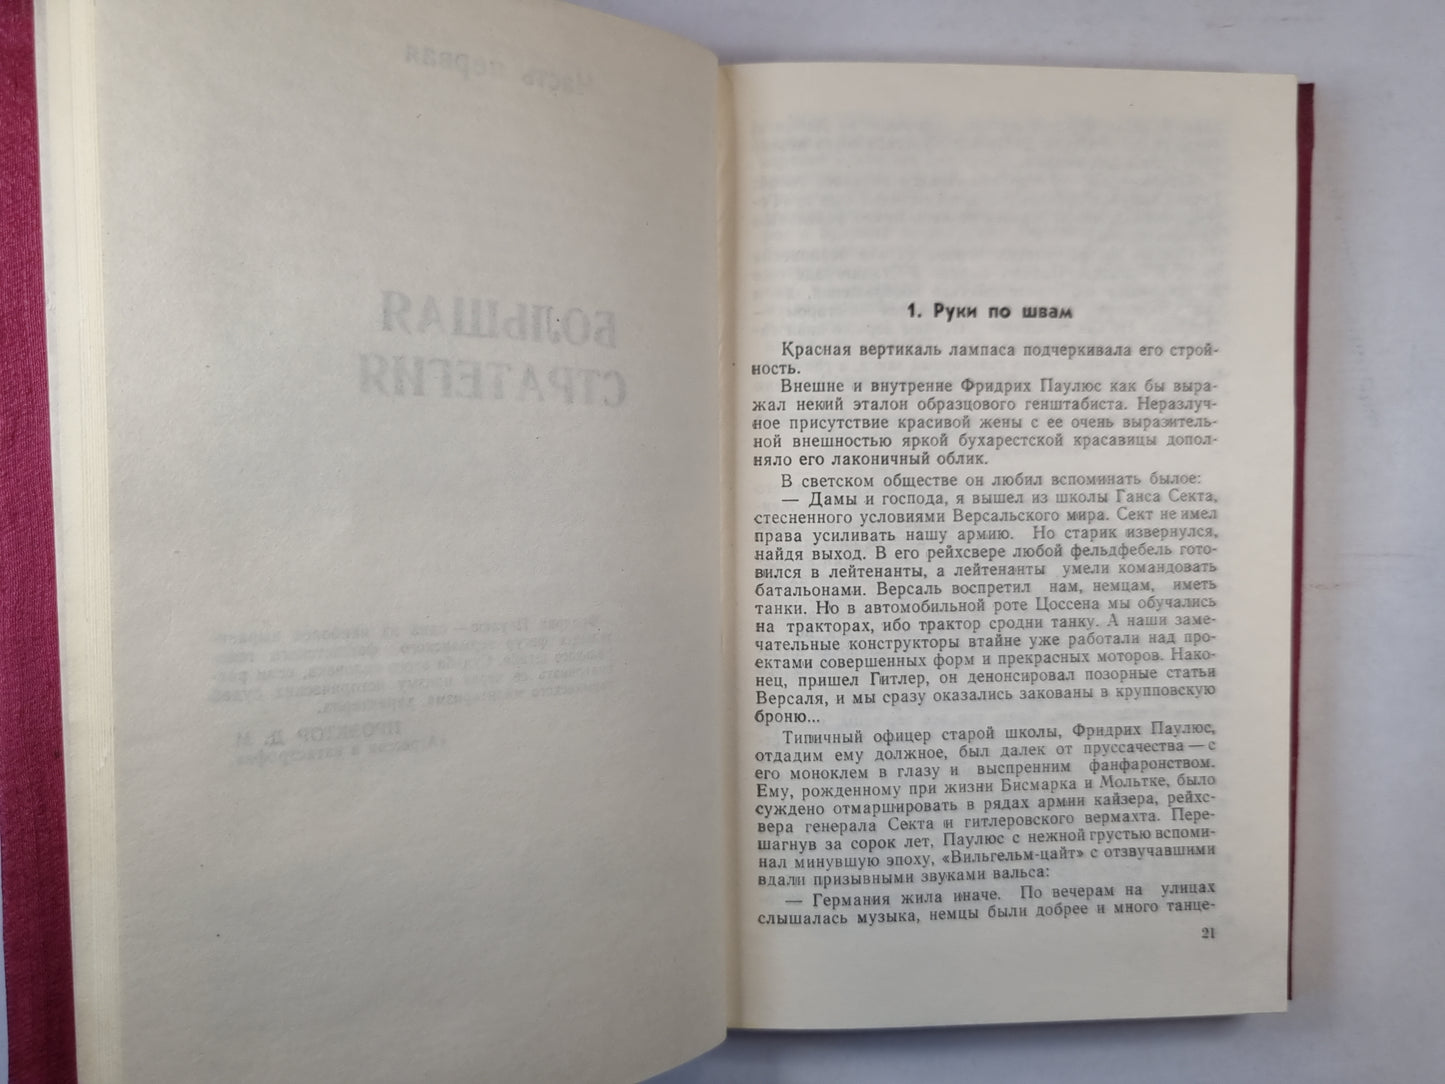 Часть первая
БОЛЬШАЯ
СТРАТЕГИЯ
ПРОЭКТОР Д. М
«Агрессия и катастрофа»
1. Руки по швам
Красная вертикаль лампаса подчеркивала его строй-
ность.
Внешне и внутренне Фридрих Паулюс как бы выра-
жал некий эталон образцового генштабиста. Неразлуч-
ное присутствие красивой жены с ее очень выразитель-
ной внешностью яркой бухарестской красавицы допол-
няло его лаконичный облик.
В светском обществе он любил вспоминать былое:
— Дамы и господа, я вышел из школы Ганса Секта,
стесненного условиями Версальского мира. Сект не имел
права усиливать нашу армию. Но старик извернулся,
найдя выход. В его рейхсвере любой фельдфебель гото-
вился в лейтенанты, а лейтенанты умели командовать
батальонами. Версаль воспретил нам, немцам, иметь
танки. Но в автомобильной роте Цоссена мы обучались
на тракторах, ибо трактор сродни танку. А наши заме-
чательные конструкторы втайне уже работали над про-
ектами совершенных форм и прекрасных моторов. Нако-
нец, пришел Гитлер, он денонсировал позорные статьи
Версаля, и мы сразу оказались закованы в крупповскую
броню...
Типичный офицер старой школы, Фридрих Паулюс,
отдадим ему должное, был далек от пруссачества — с
его моноклем в глазу и выспренним фанфаронством.
Ему, рожденному при жизни Бисмарка и Мольтке, было
суждено отмаршировать в рядах армии кайзера, рейхс-
вера генерала Секта и гитлеровского вермахта. Пере-
шагнув за сорок лет, Паулюс с нежной грустью вспоми-
нал минувшую эпоху, «Вильгельм-цайт» с отзвучавшими
вдали призывными звуками вальса:
— Германия жила иначе. По вечерам на улицах
слышалась музыка, немцы были добрее и много танце-
21